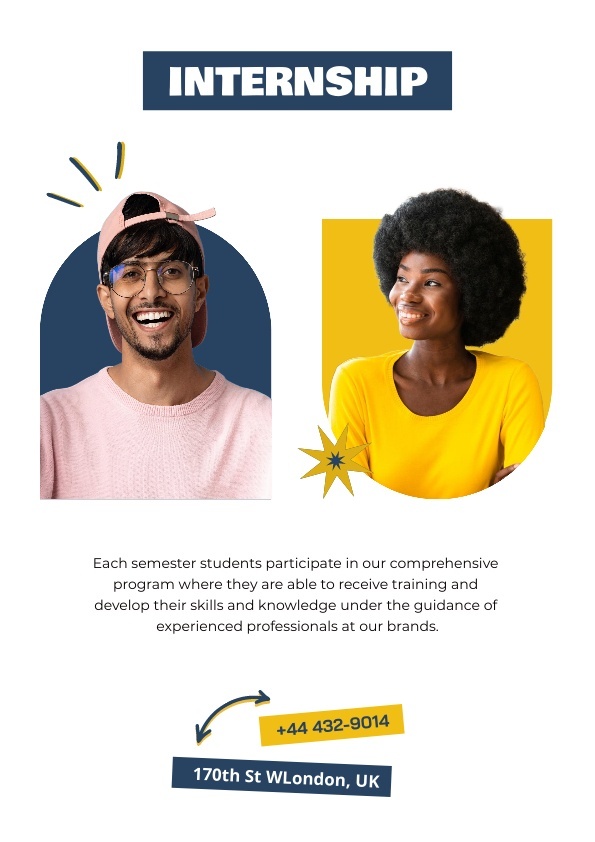 INTERNSHIP
Each semester students participate in our comprehensive
program where they are able to receive training and
develop their skills and knowledge under the guidance of
experienced professionals at our brands.
+44 432-9014
170th St WLondon, UK